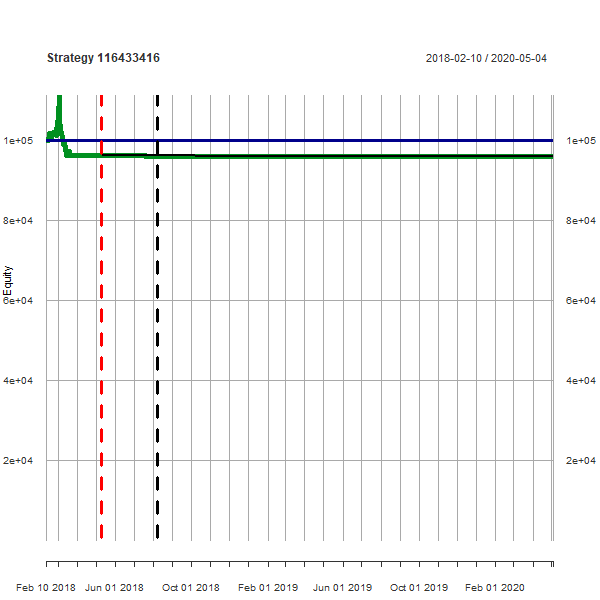 Strategy 116433416
2018-02-10 / 2020-05-04
1e+05
1e+05
8e+04
8e+04
Equity
6e+04
6e+04
4e+04
4e+04
2e+04
2e+04
Feb 10 2018
Jun 01 2018
Oct 01 2018
Feb 01 2019
Jun 01 2019
Oct 01 2019
Feb 01 2020